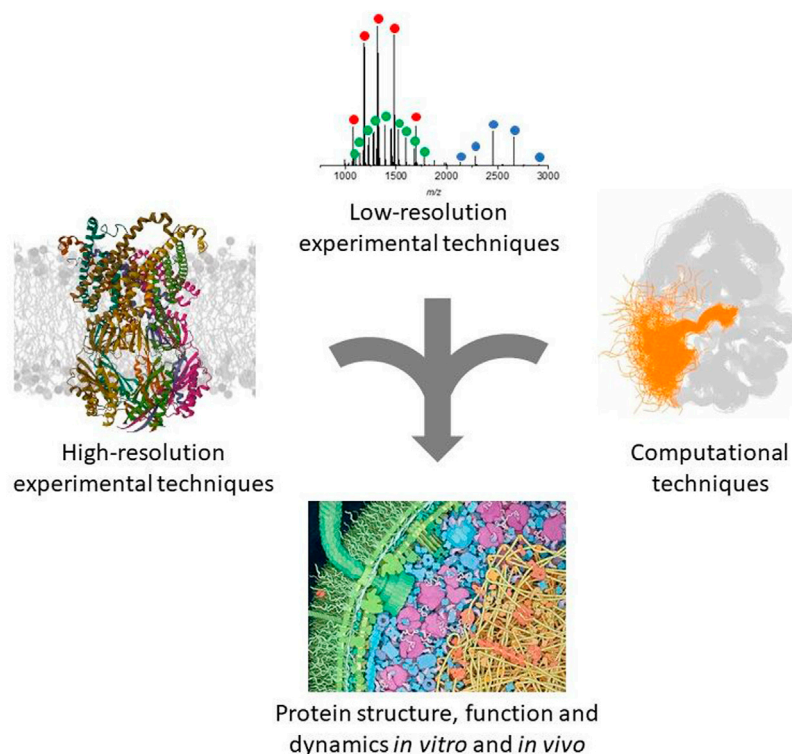 1000 1500 2000 2500 3000
m/z
Low-resolution
experimental techniques
High-resolution
experimental techniques
Computational
techniques
Protein structure, function and
dynamics in vitro and in vivo